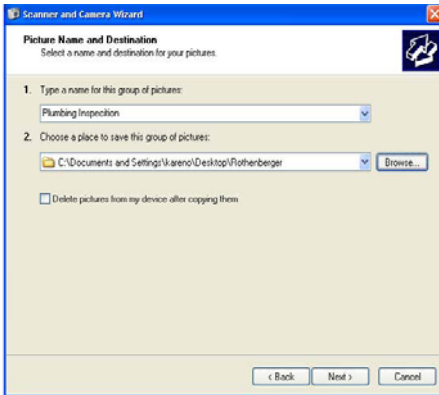 Scanner and Camera Wizard
Picture Name and Destination
Select a name and destination for your pictures.
1. Type a name for this group of pictures:
Plumbing Inspecition
2. Choose a place to save this group of pictures:
C:\Documents and Settings\kareno\Desktop\Rothenberger
Browse...
Delete pictures from my device after copying them
< Back
Next >
Cancel